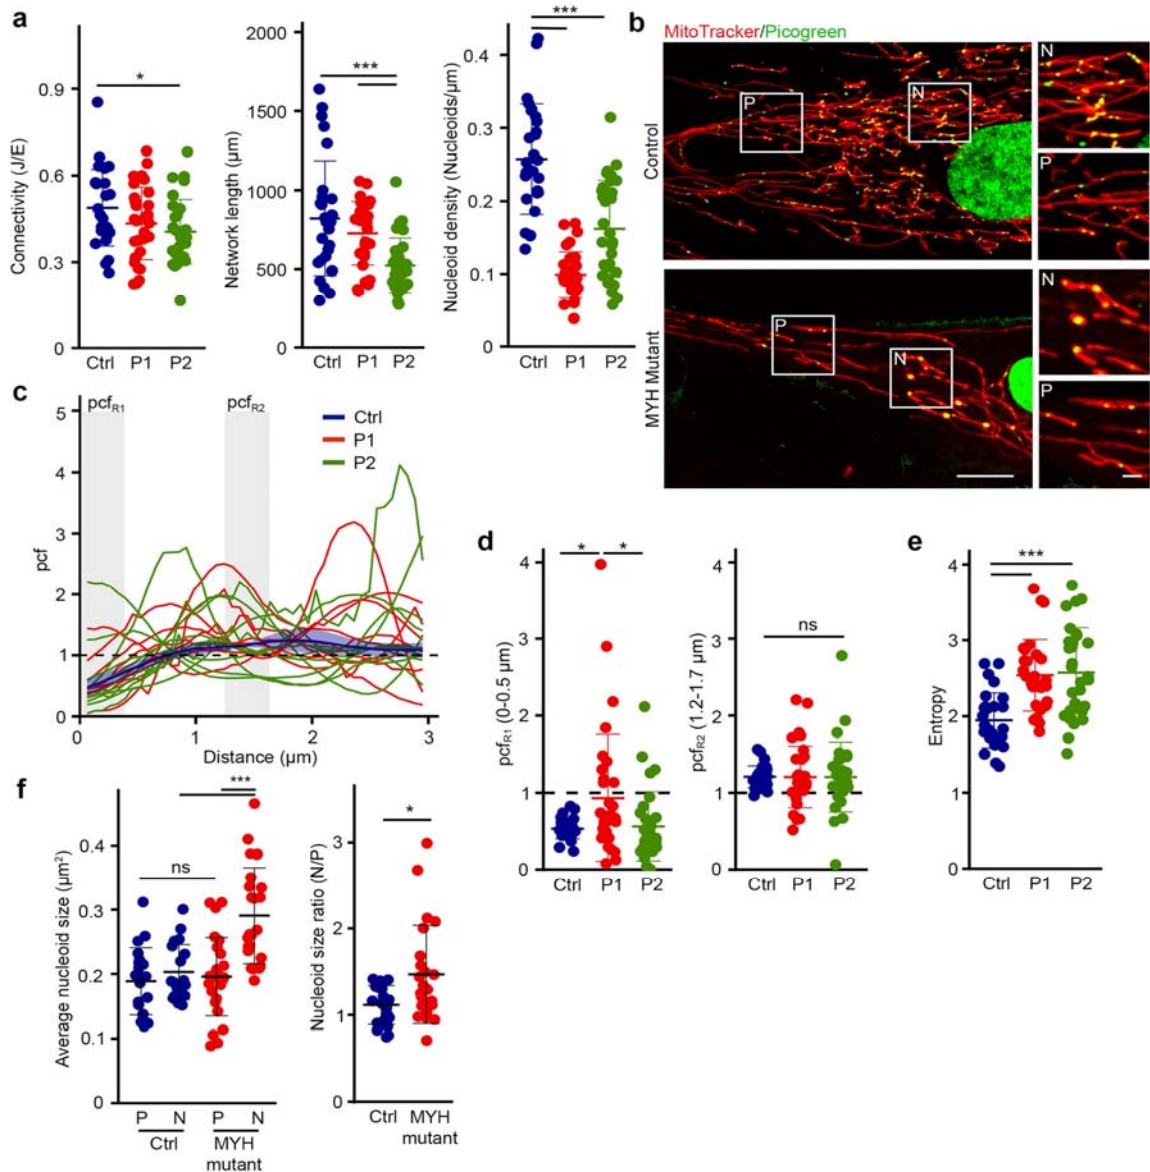 a
Connectivity (J/E)
0.9
0.6
0.3
0
*
Ctrl P1 P2
Network length (µm)
2000
1500
1000
500
0
***
Ctrl P1 P2
Nucleoid density (Nucleoids/µm)
0.4
0.3
0.2
0.1
0
***
***
Ctrl P1 P2
b
MitoTracker/Picogreen
Control
P
N
N
P
MYH Mutant
P
N
N
P
c
pcf
5
4
3
2
1
0
pcfR1
pcfR2
Ctrl
P1
P2
0 1 2 3
Distance (µm)
d
pcfR1 (0-0.5 µm)
4
3
2
1
0
* *
Ctrl P1 P2
pcfR2 (1.2-1.7 µm)
4
3
2
1
0
ns
Ctrl P1 P2
e
Entropy
4
3
2
1
0
***
Ctrl P1 P2
f
Average nucleoid size (µm²)
0.4
0.3
0.2
0.1
0
ns
***
P N P N
Ctrl MYH
mutant
Nucleoid size ratio (N/P)
3
2
1
0
*
Ctrl MYH
mutant